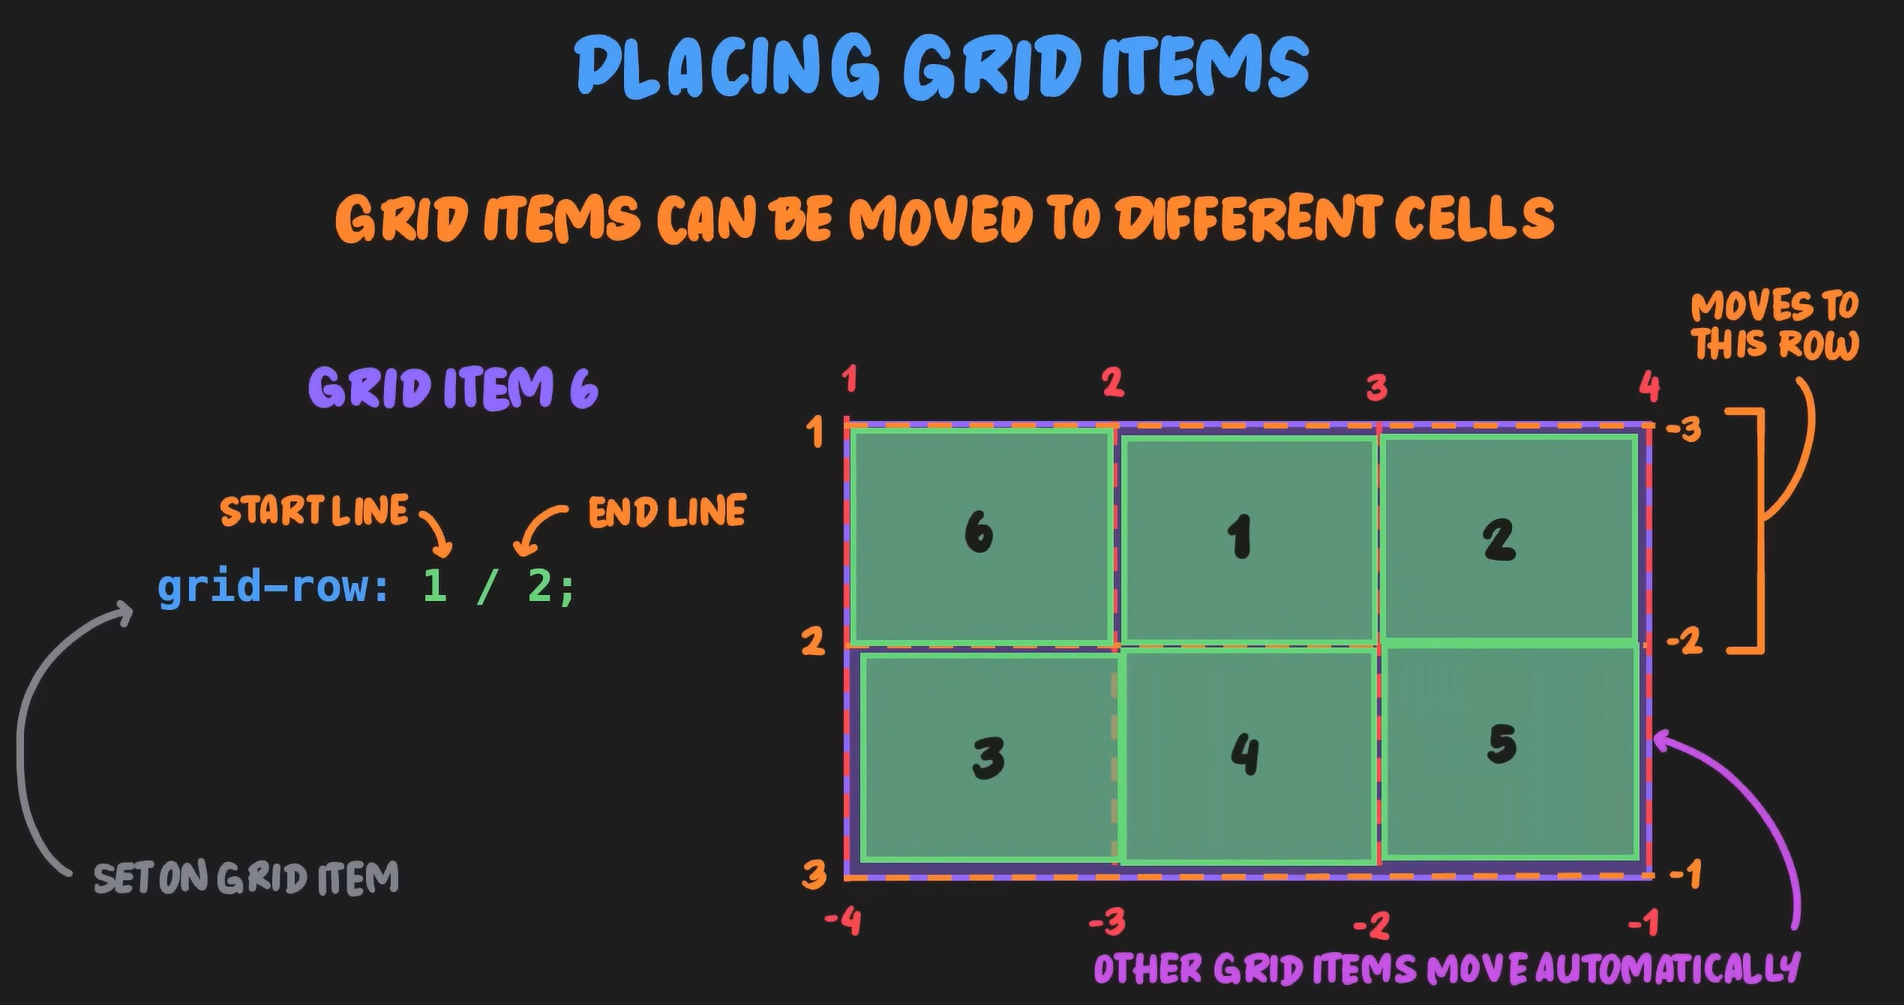 PLACING GRID ITEMS
GRID ITEMS CAN BE MOVED TO DIFFERENT CELLS
MOVES TO
THIS ROW
GRID ITEM 6
1 2 3 4
1 -3
START LINE END LINE
6 1 2
grid-row: 1 / 2;
2 -2
3 4 5
SET ON GRID ITEM
3 -1
-4 -3 -2 -1
OTHER GRID ITEMS MOVE AUTOMATICALLY